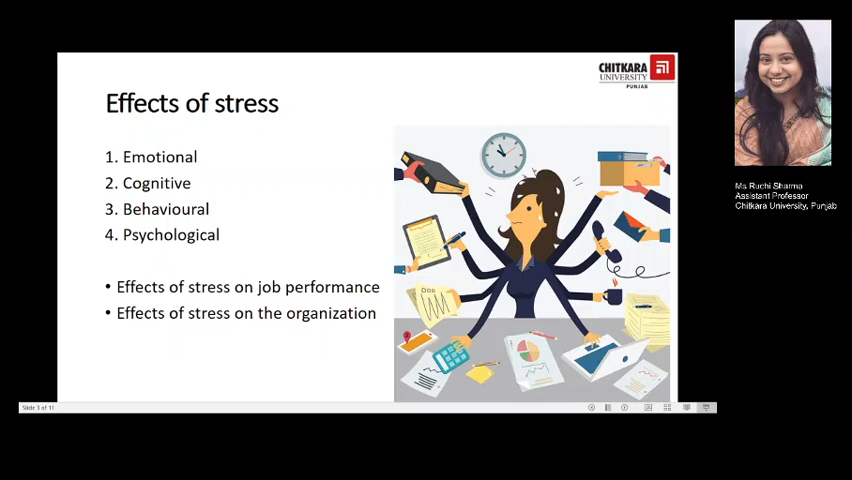 CHITKARA
UNIVERSITY
PUNJAB
Effects of stress
1. Emotional
2. Cognitive
3. Behavioural
4. Psychological
• Effects of stress on job performance
• Effects of stress on the organization
Slide 3 of 11
Ms Ruchi Sharma
Assistant Professor
Chitkara University, Punjab